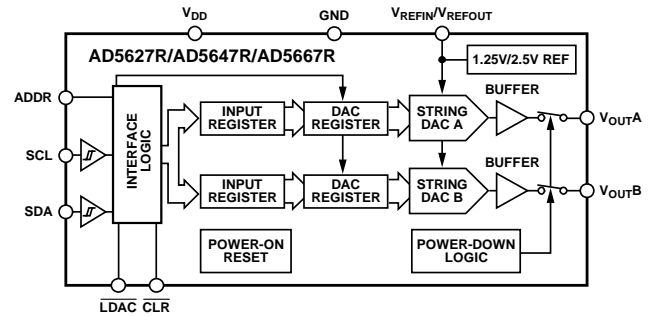 VDD
GND
VREFIN/VREFOUT
AD5627R/AD5647R/AD5667R
1.25V/2.5V REF
ADDR
SCL
SDA
INTERFACE
LOGIC
INPUT
REGISTER
DAC
REGISTER
STRING
DAC A
BUFFER
VOUTA
INPUT
REGISTER
DAC
REGISTER
STRING
DAC B
BUFFER
VOUTB
POWER-ON
RESET
POWER-DOWN
LOGIC
LDAC
CLR